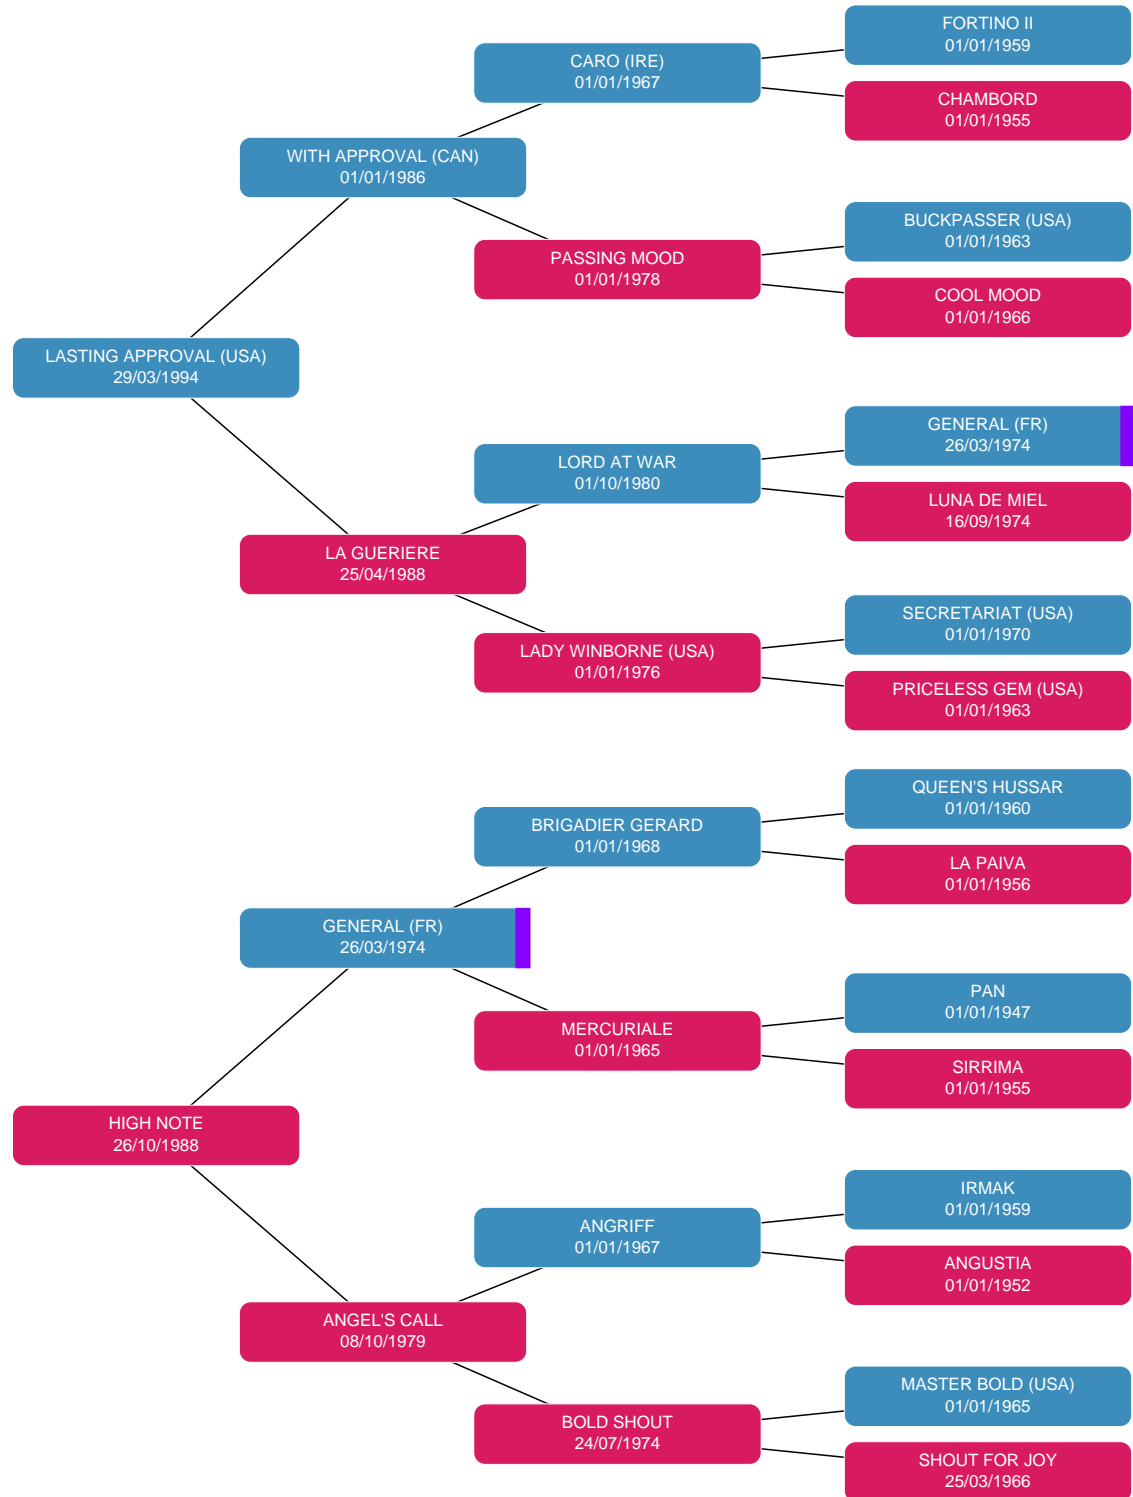 FORTINO II
01/01/1959
CARO (IRE)
01/01/1967
CHAMBORD
01/01/1955
WITH APPROVAL (CAN)
01/01/1986
BUCKPASSER (USA)
01/01/1963
PASSING MOOD
01/01/1978
COOL MOOD
01/01/1966
LASTING APPROVAL (USA)
29/03/1994
GENERAL (FR)
26/03/1974
LORD AT WAR
01/10/1980
LUNA DE MIEL
16/09/1974
LA GUERIERE
25/04/1988
SECRETARIAT (USA)
01/01/1970
LADY WINBORNE (USA)
01/01/1976
PRICELESS GEM (USA)
01/01/1963
QUEEN'S HUSSAR
01/01/1960
BRIGADIER GERARD
01/01/1968
LA PAIVA
01/01/1956
GENERAL (FR)
26/03/1974
PAN
01/01/1947
MERCURIALE
01/01/1965
SIRRIMA
01/01/1955
HIGH NOTE
26/10/1988
IRMAK
01/01/1959
ANGRIFF
01/01/1967
ANGUSTIA
01/01/1952
ANGEL'S CALL
08/10/1979
MASTER BOLD (USA)
01/01/1965
BOLD SHOUT
24/07/1974
SHOUT FOR JOY
25/03/1966